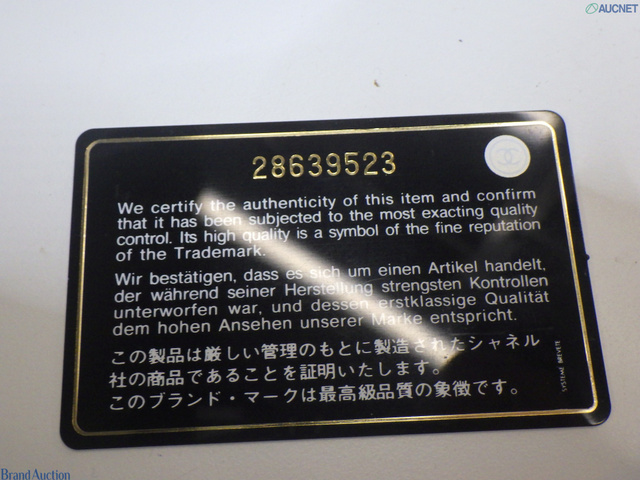 AUCNET
28639523
We certify the authenticity of this item and confirm
that it has been subjected to the most exacting quality
control. Its high quality is a symbol of the fine reputation
of the Trademark.
Wir bestätigen, dass es sich um einen Artikel handelt,
der während seiner Herstellung strengsten Kontrollen
unterworfen war, und dessen erstklassige Qualität
dem hohen Ansehen unserer Marke entspricht.
この製品は厳しい管理のもとに製造されたシャネル
社の商品であることを証明いたします。
このブランド・マークは最高級品質の象徴です。
SYSTEME BREVETE
Brand Auction